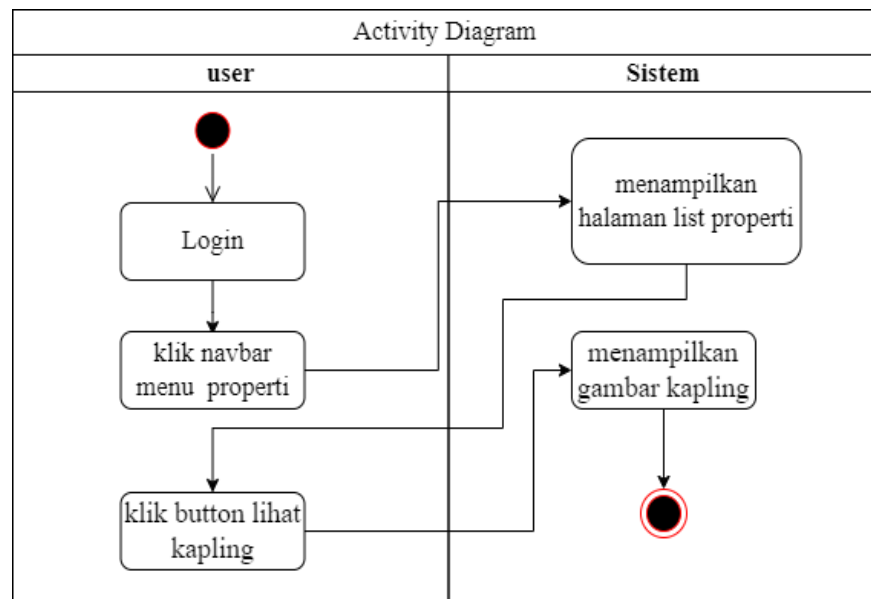 Activity Diagram
user
Sistem
Login
klik navbar
menu properti
menampilkan
halaman list properti
klik button lihat
kapling
menampilkan
gambar kapling